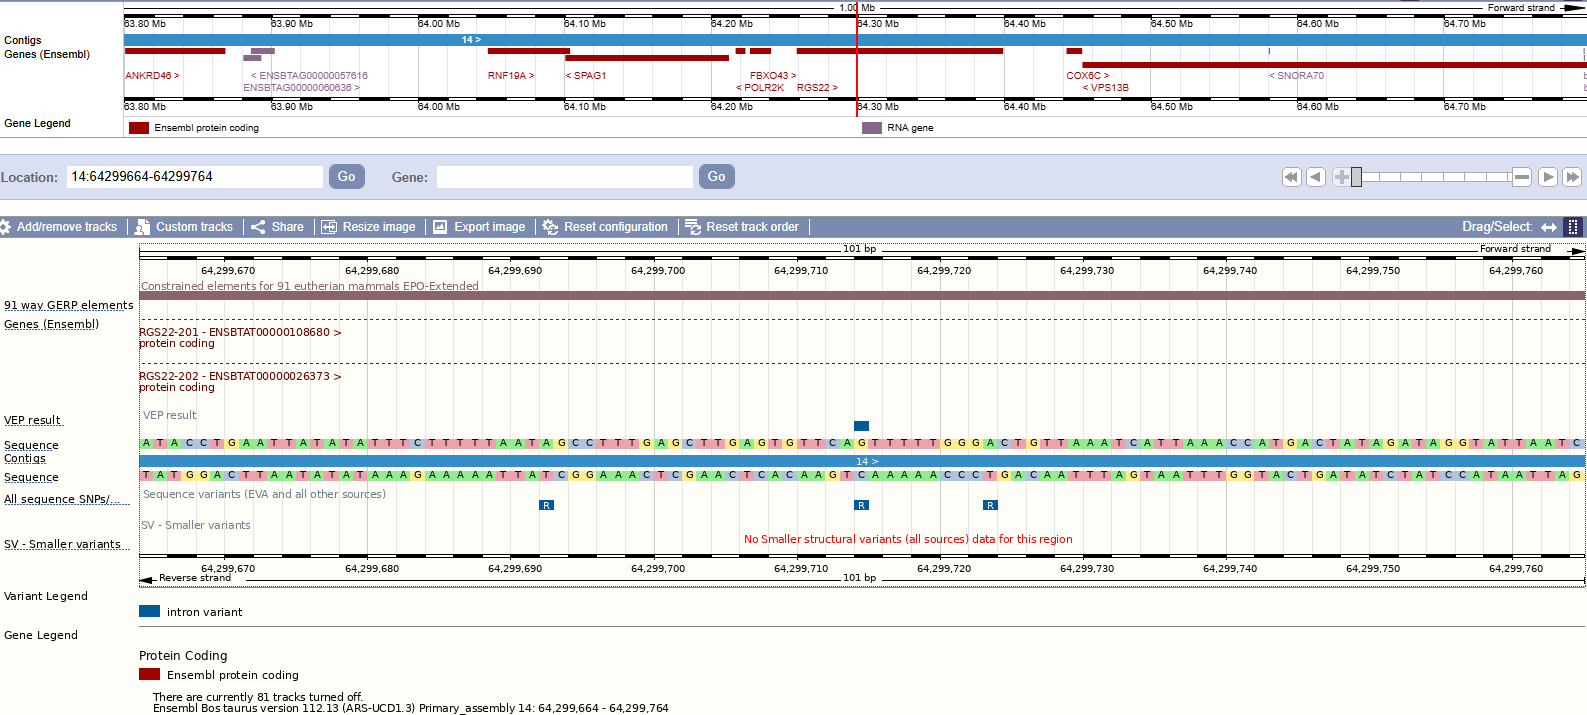 1.00 Mb Forward strand
63.80 Mb 63.90 Mb 64.00 Mb 64.10 Mb 64.20 Mb 64.30 Mb 64.40 Mb 64.50 Mb 64.60 Mb 64.70 Mb
Contigs 14 >
Genes (Ensembl)
ANKRD46 > < ENSBTAG00000057616 RNF19A > < SPAG1 FBXO43 > COX6C > < SNORA70
ENSBTAG00000060636 > < POLR2K RGS22 > < VPS13B
63.80 Mb 63.90 Mb 64.00 Mb 64.10 Mb 64.20 Mb 64.30 Mb 64.40 Mb 64.50 Mb 64.60 Mb 64.70 Mb
Gene Legend Ensembl protein coding RNA gene
Location: 14:64299664-64299764 Go Gene: Go
Add/remove tracks Custom tracks Share Resize image Export image Reset configuration Reset track order Drag/Select:
101 bp Forward strand
64,299,670 64,299,680 64,299,690 64,299,700 64,299,710 64,299,720 64,299,730 64,299,740 64,299,750 64,299,760
Constrained elements for 91 eutherian mammals EPO-Extended
91 way GERP elements
Genes (Ensembl)
RGS22-201 - ENSBTAT00000108680 >
protein coding
RGS22-202 - ENSBTAT00000026373 >
protein coding
VEP result VEP result
Sequence A T A C C T G A A T T A T A T A T T T C T T T T T A A T A G C C T T T G A G C T T G A G T G T T C A G T T T T T G G G A C T G T T A A A T C A T T A A A C C A T G A C T A T A G A T A G G T A T T A A T C
Contigs 14 >
Sequence T A T G G A C T T A A T A T A T A A A G A A A A A T T A T C G G A A A C T C G A A C T C A C A A G T C A A A A A C C C T G A C A A T T T A G T A A T T T G G T A C T G A T A T C T A T C C A T A A T T A G
All sequence SNPs/... Sequence variants (EVA and all other sources)
R R R
SV - Smaller variants
SV - Smaller variants... No Smaller structural variants (all sources) data for this region
64,299,670 64,299,680 64,299,690 64,299,700 64,299,710 64,299,720 64,299,730 64,299,740 64,299,750 64,299,760
Reverse strand 101 bp
Variant Legend
intron variant
Gene Legend
Protein Coding
Ensembl protein coding
There are currently 81 tracks turned off.
Ensembl Bos taurus version 112.13 (ARS-UCD1.3) Primary_assembly 14: 64,299,664 - 64,299,764